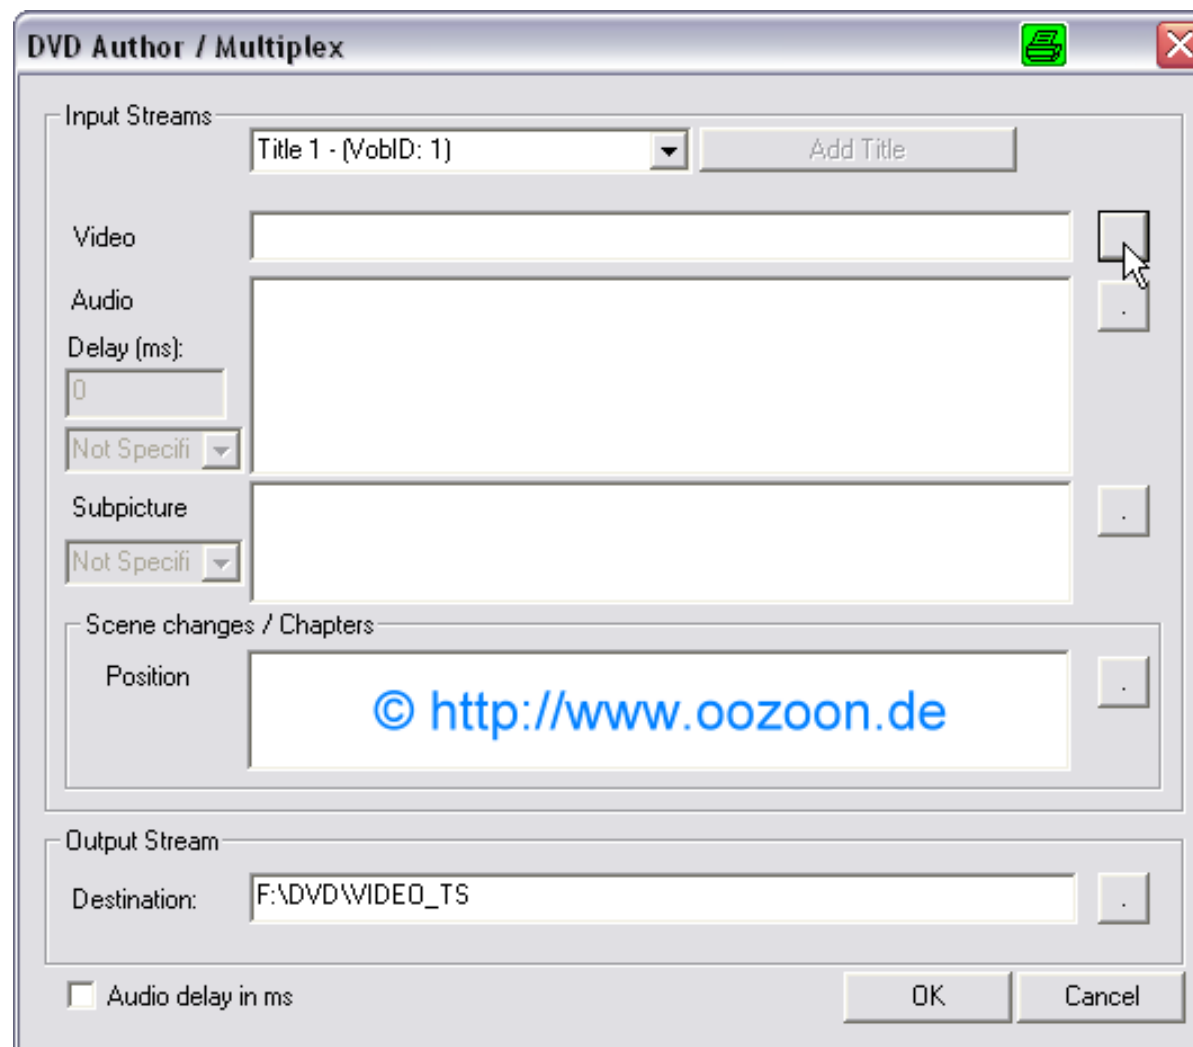 DVD Author / Multiplex
Input Streams
Title 1 - (VobID: 1)
Add Title
Video
Audio
.
Delay (ms):
0
Not Specifi
Subpicture
.
Not Specifi
Scene changes / Chapters
Position
.
© http://www.oozoon.de
Output Stream
Destination:
F:\DVD\VIDEO_TS
.
Audio delay in ms
OK
Cancel